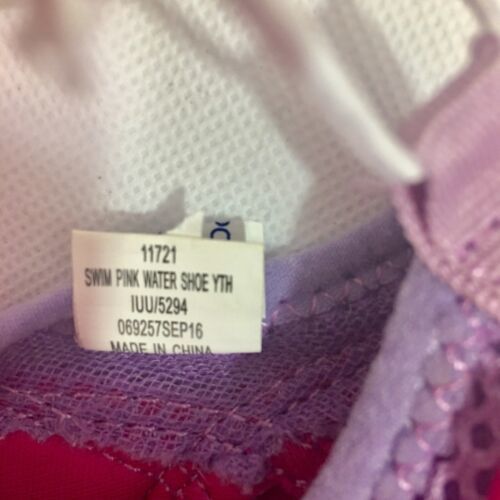 11721
SWIM PINK WATER SHOE YTH
IUU/5294
069257SEP16
MADE IN CHINA